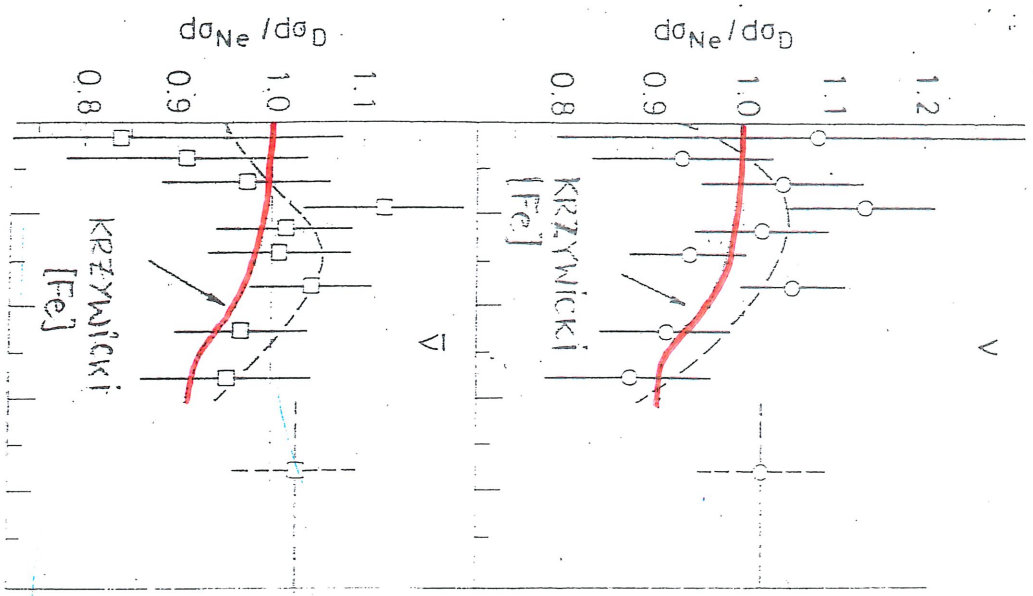 dσNe / dσD
0.8
0.9
1.0
1.1
KRZYWICKI
[Fe]
ν̅
dσNe / dσD
0.8
0.9
1.0
1.1
1.2
KRZYWICKI
[Fe]
ν